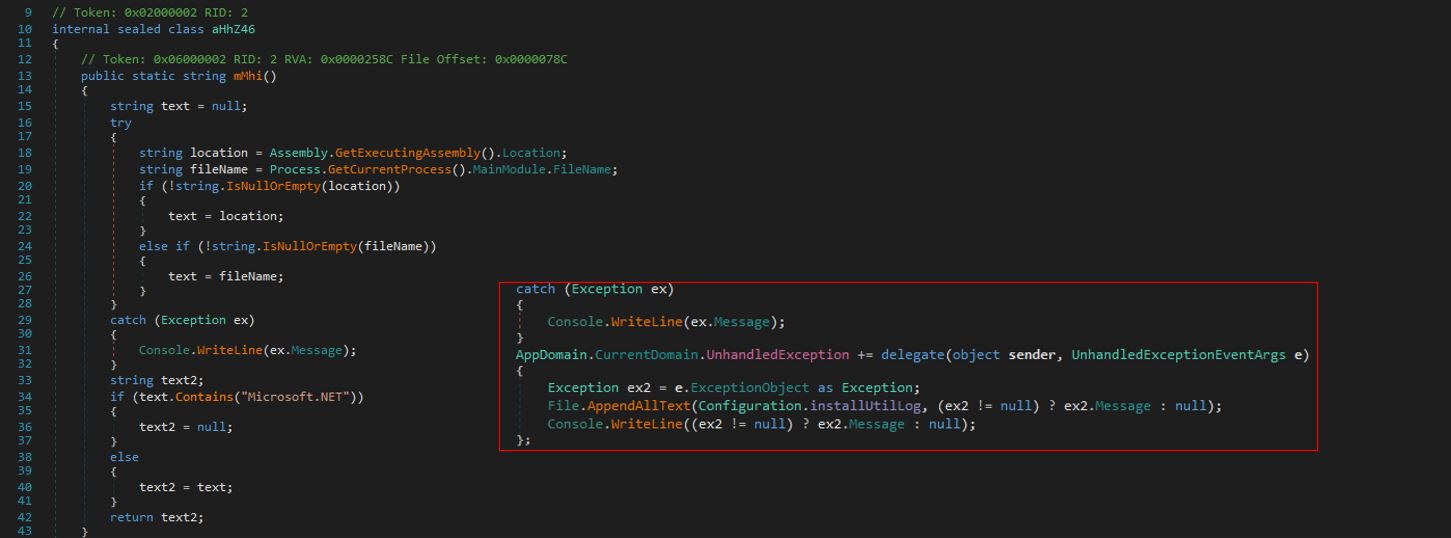 9 // Token: 0x02000002 RID: 2
10 internal sealed class aHhZ46
11 {
12 // Token: 0x06000002 RID: 2 RVA: 0x0000258C File Offset: 0x0000078C
13 public static string mMhi()
14 {
15 string text = null;
16 try
17 {
18 string location = Assembly.GetExecutingAssembly().Location;
19 string fileName = Process.GetCurrentProcess().MainModule.FileName;
20 if (!string.IsNullOrEmpty(location))
21 {
22 text = location;
23 }
24 else if (!string.IsNullOrEmpty(fileName))
25 {
26 text = fileName;
27 }
28 }
29 catch (Exception ex)
30 {
31 Console.WriteLine(ex.Message);
32 }
33 string text2;
34 if (text.Contains("Microsoft.NET"))
35 {
36 text2 = null;
37 }
38 else
39 {
40 text2 = text;
41 }
42 return text2;
43 }
catch (Exception ex)
{
Console.WriteLine(ex.Message);
}
AppDomain.CurrentDomain.UnhandledException += delegate(object sender, UnhandledExceptionEventArgs e)
{
Exception ex2 = e.ExceptionObject as Exception;
File.AppendAllText(Configuration.installUtilLog, (ex2 != null) ? ex2.Message : null);
Console.WriteLine((ex2 != null) ? ex2.Message : null);
};